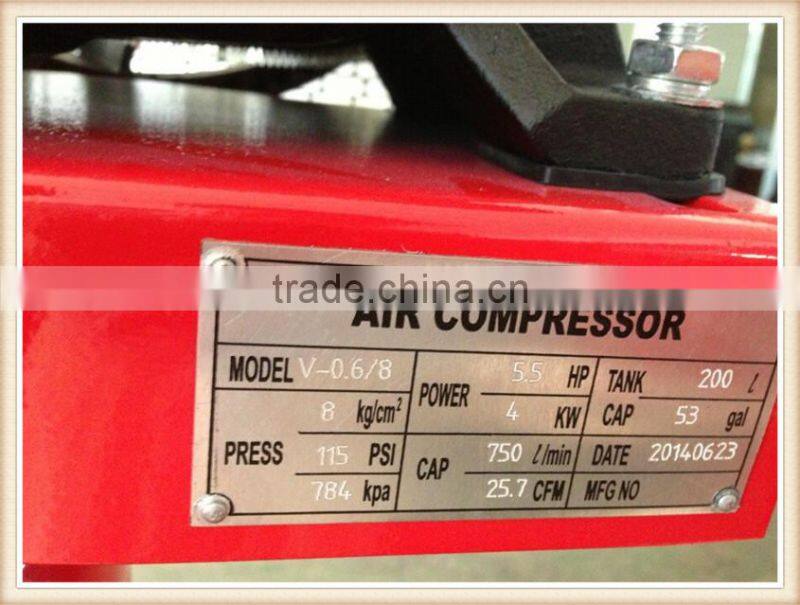 trade.china.cn
AIR COMPRESSOR
MODEL V-0.6/8
PRESS
8 kg/cm²
115 PSI
784 kpa
POWER
5.5 HP
4 KW
CAP
750 l/min
25.7 CFM
TANK 200 l
CAP 53 gal
DATE 20140623
MFG NO